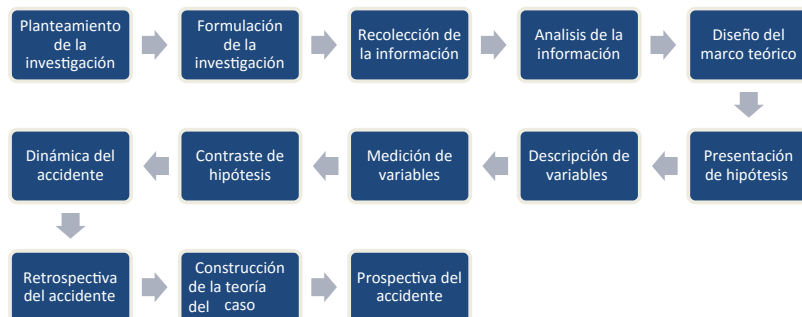 Planteamiento
de la
investigación
Formulación
de la
investigación
Recolección de
la información
Analisis de la
información
Diseño del
marco teórico
Presentación
de hipótesis
Descripción de
variables
Medición de
variables
Contraste de
hipótesis
Dinámica del
accidente
Retrospectiva
del accidente
Construcción
de la teoría
del caso
Prospectiva del
accidente